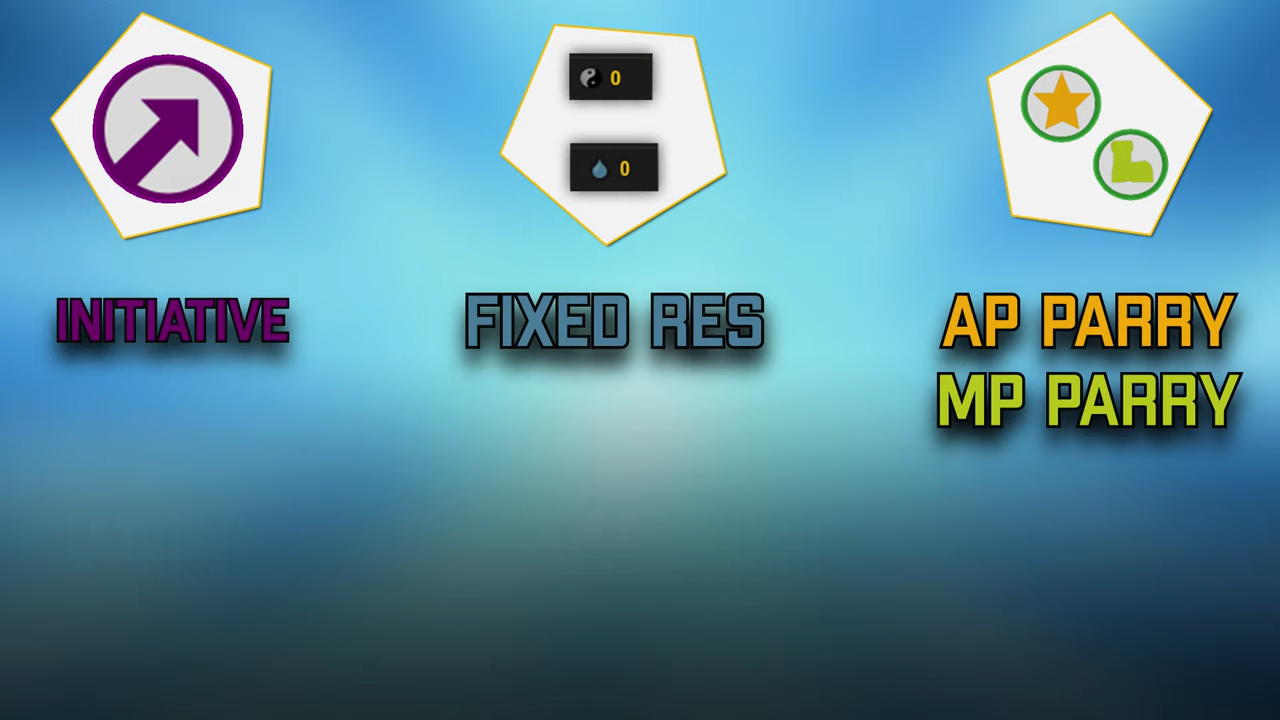 0
0
INITIATIVE
FIXED RES
AP PARRY
MP PARRY